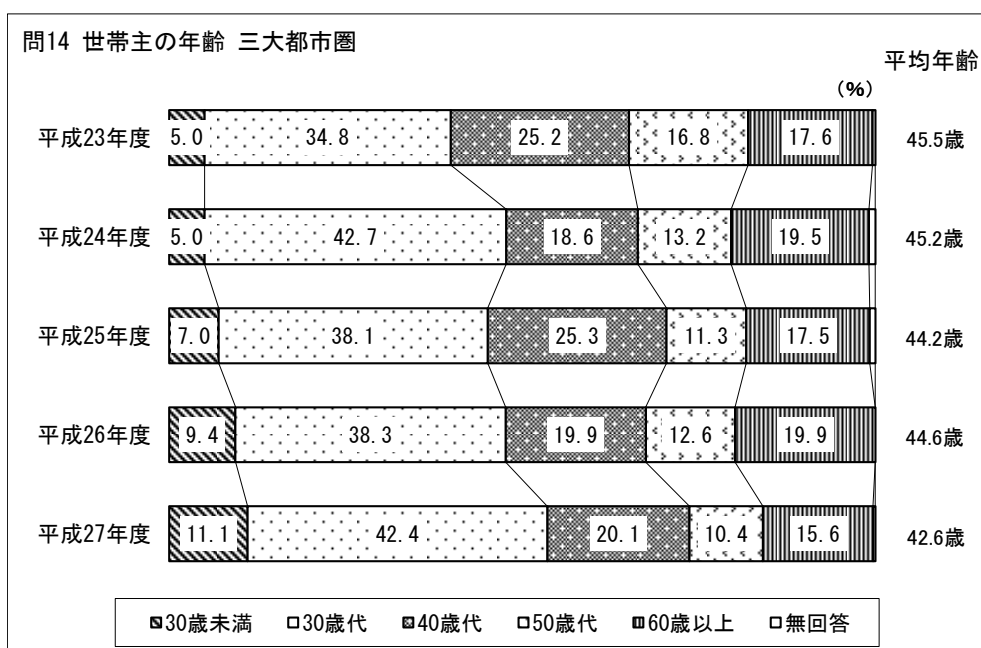 問14 世帯主の年齢 三大都市圏
平均年齢
(%)
平成23年度 5.0 34.8 25.2 16.8 17.6 45.5歳
平成24年度 5.0 42.7 18.6 13.2 19.5 45.2歳
平成25年度 7.0 38.1 25.3 11.3 17.5 44.2歳
平成26年度 9.4 38.3 19.9 12.6 19.9 44.6歳
平成27年度 11.1 42.4 20.1 10.4 15.6 42.6歳
30歳未満 30歳代 40歳代 50歳代 60歳以上 無回答